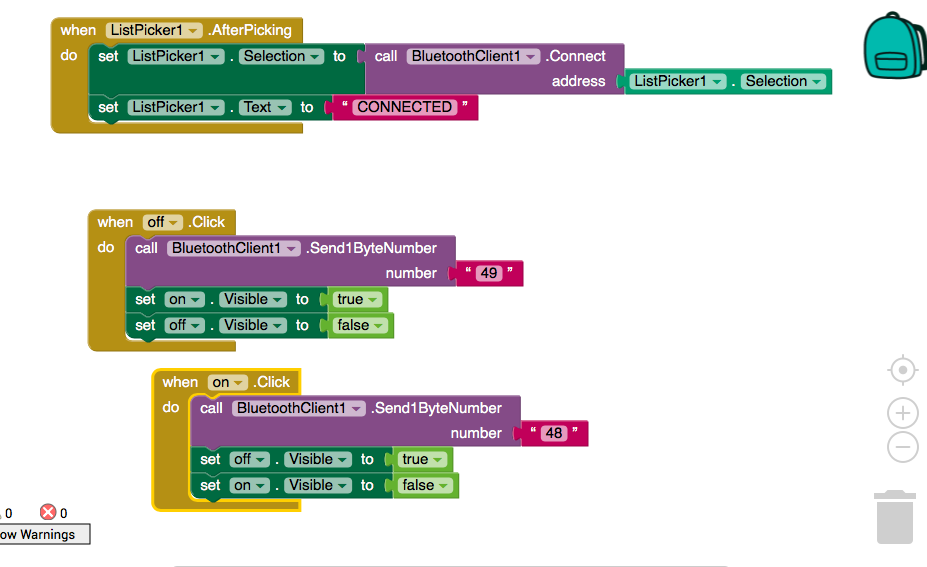 when ListPicker1 .AfterPicking
do set ListPicker1 . Selection to call BluetoothClient1 .Connect
address ListPicker1 . Selection
set ListPicker1 . Text to " CONNECTED "
when off .Click
do call BluetoothClient1 .Send1ByteNumber
number " 49 "
set on . Visible to true
set off . Visible to false
when on .Click
do call BluetoothClient1 .Send1ByteNumber
number " 48 "
set off . Visible to true
set on . Visible to false
0 0
ow Warnings